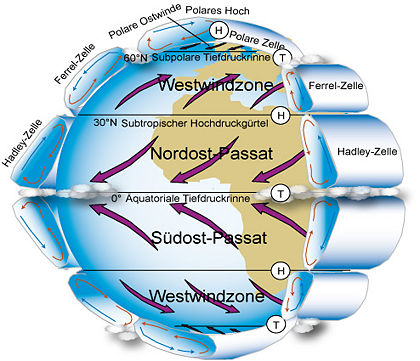 Polares Hoch
Polare Ostwinde
H
Polare Zelle
60°N Subpolare Tiefdruckrinne
T
Ferrel-Zelle
Westwindzone
Ferrel-Zelle
30°N Subtropischer Hochdruckgürtel
H
Hadley-Zelle
Nordost-Passat
Hadley-Zelle
0° Äquatoriale Tiefdruckrinne
T
Südost-Passat
H
Westwindzone
T